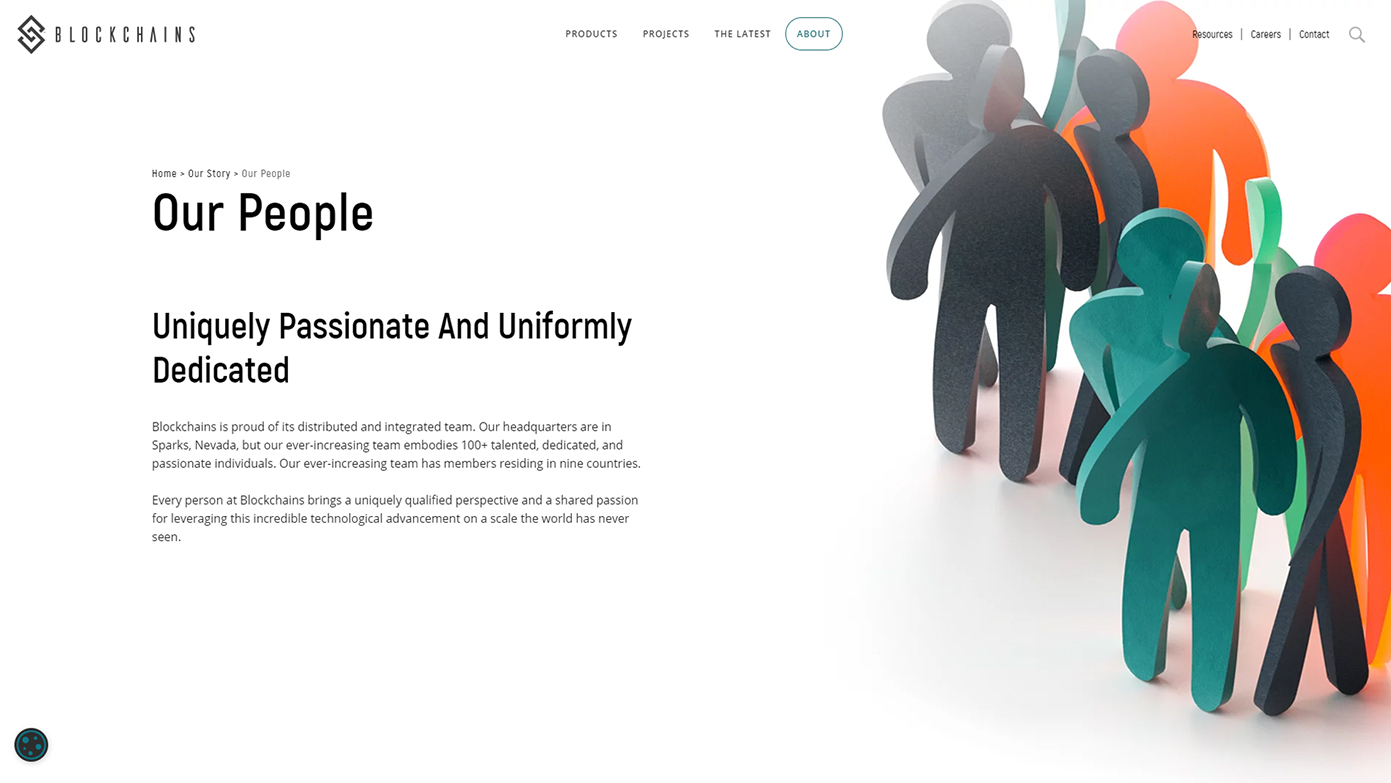 BLOCKCHAINS
PRODUCTS PROJECTS THE LATEST ABOUT
Resources | Careers | Contact
Home > Our Story > Our People
Our People
Uniquely Passionate And Uniformly
Dedicated
Blockchains is proud of its distributed and integrated team. Our headquarters are in
Sparks, Nevada, but our ever-increasing team embodies 100+ talented, dedicated, and
passionate individuals. Our ever-increasing team has members residing in nine countries.
Every person at Blockchains brings a uniquely qualified perspective and a shared passion
for leveraging this incredible technological advancement on a scale the world has never
seen.